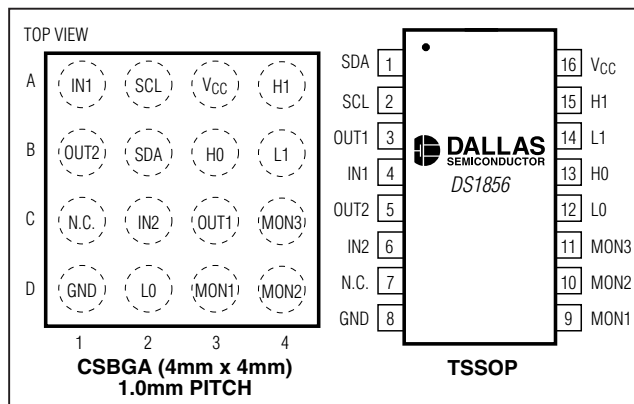 TOP VIEW
A IN1 SCL VCC H1
B OUT2 SDA H0 L1
C N.C. IN2 OUT1 MON3
D GND L0 MON1 MON2
1 2 3 4
CSBGA (4mm x 4mm)
1.0mm PITCH
SDA 1 16 VCC
SCL 2 15 H1
OUT1 3 14 L1
IN1 4 13 H0
OUT2 5 12 L0
IN2 6 11 MON3
N.C. 7 10 MON2
GND 8 9 MON1
DALLAS
SEMICONDUCTOR
DS1856
TSSOP